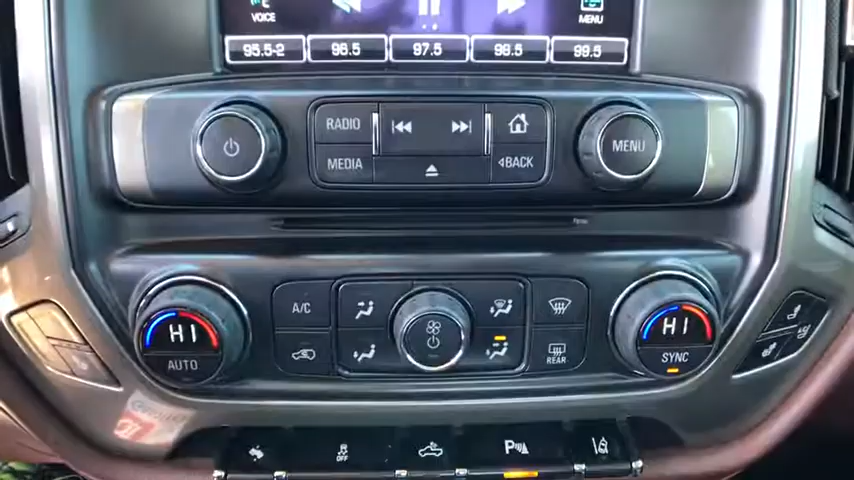 VOICE
MENU
95.5-2 96.5 97.5 98.5 99.5
RADIO
MENU
MEDIA
BACK
A/C
HI
HI
AUTO
SYNC
REAR
OFF
P